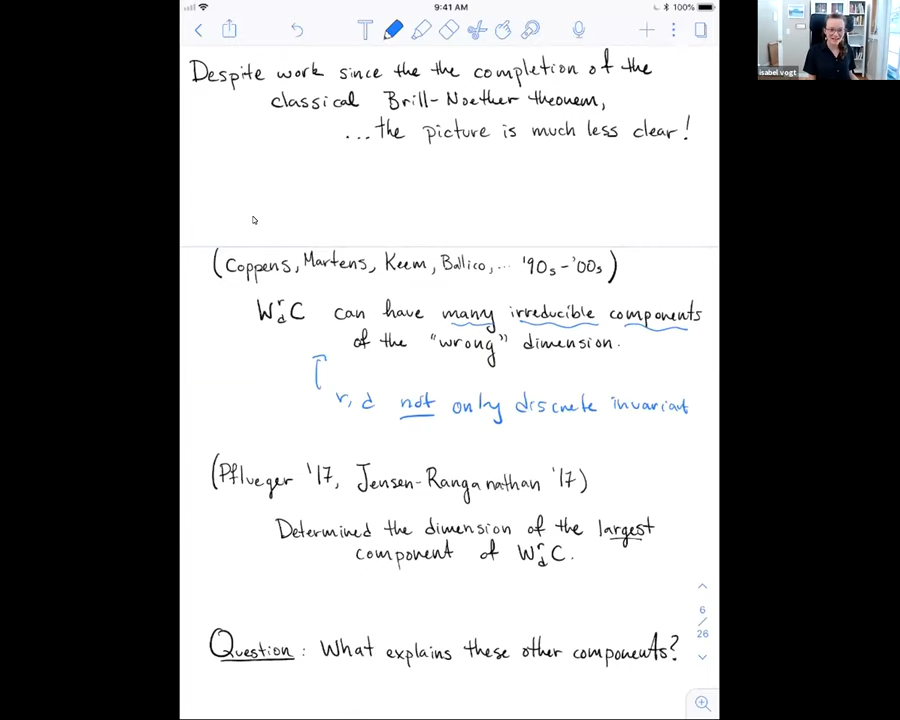 9:41 AM
100%
isabel vogt
Despite work since the the completion of the
classical Brill-Noether theorem,
...the picture is much less clear!
(Coppens, Martens, Keem, Ballico,... '90s-'00s)
W^r_d C can have many irreducible components
of the "wrong" dimension.
r, d not only discrete invariant
(Pflueger '17, Jensen-Ranganathan '17)
Determined the dimension of the largest
component of W^r_d C.
6
/
26
Question: What explains these other components?